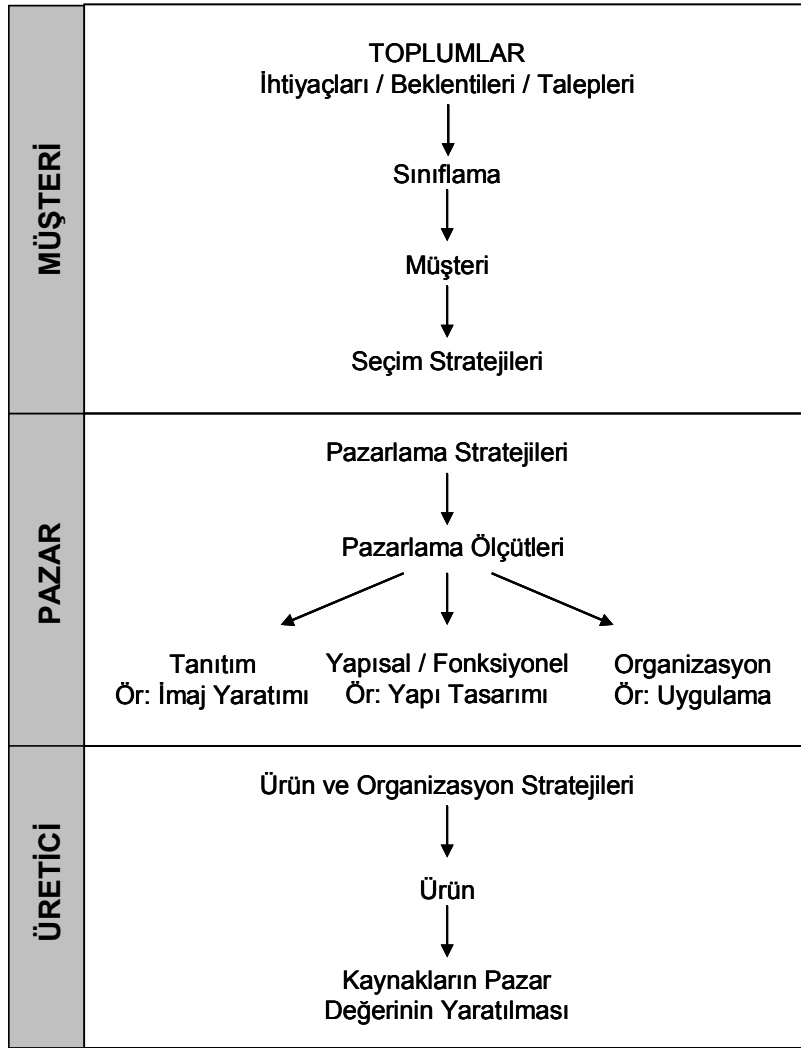 MÜŞTERİ
TOPLUMLAR
İhtiyaçları / Beklentileri / Talepleri
Sınıflama
Müşteri
Seçim Stratejileri
PAZAR
Pazarlama Stratejileri
Pazarlama Ölçütleri
Tanıtım
Ör: İmaj Yaratımı
Yapısal / Fonksiyonel
Ör: Yapı Tasarımı
Organizasyon
Ör: Uygulama
ÜRETİCİ
Ürün ve Organizasyon Stratejileri
Ürün
Kaynakların Pazar
Değerinin Yaratılması